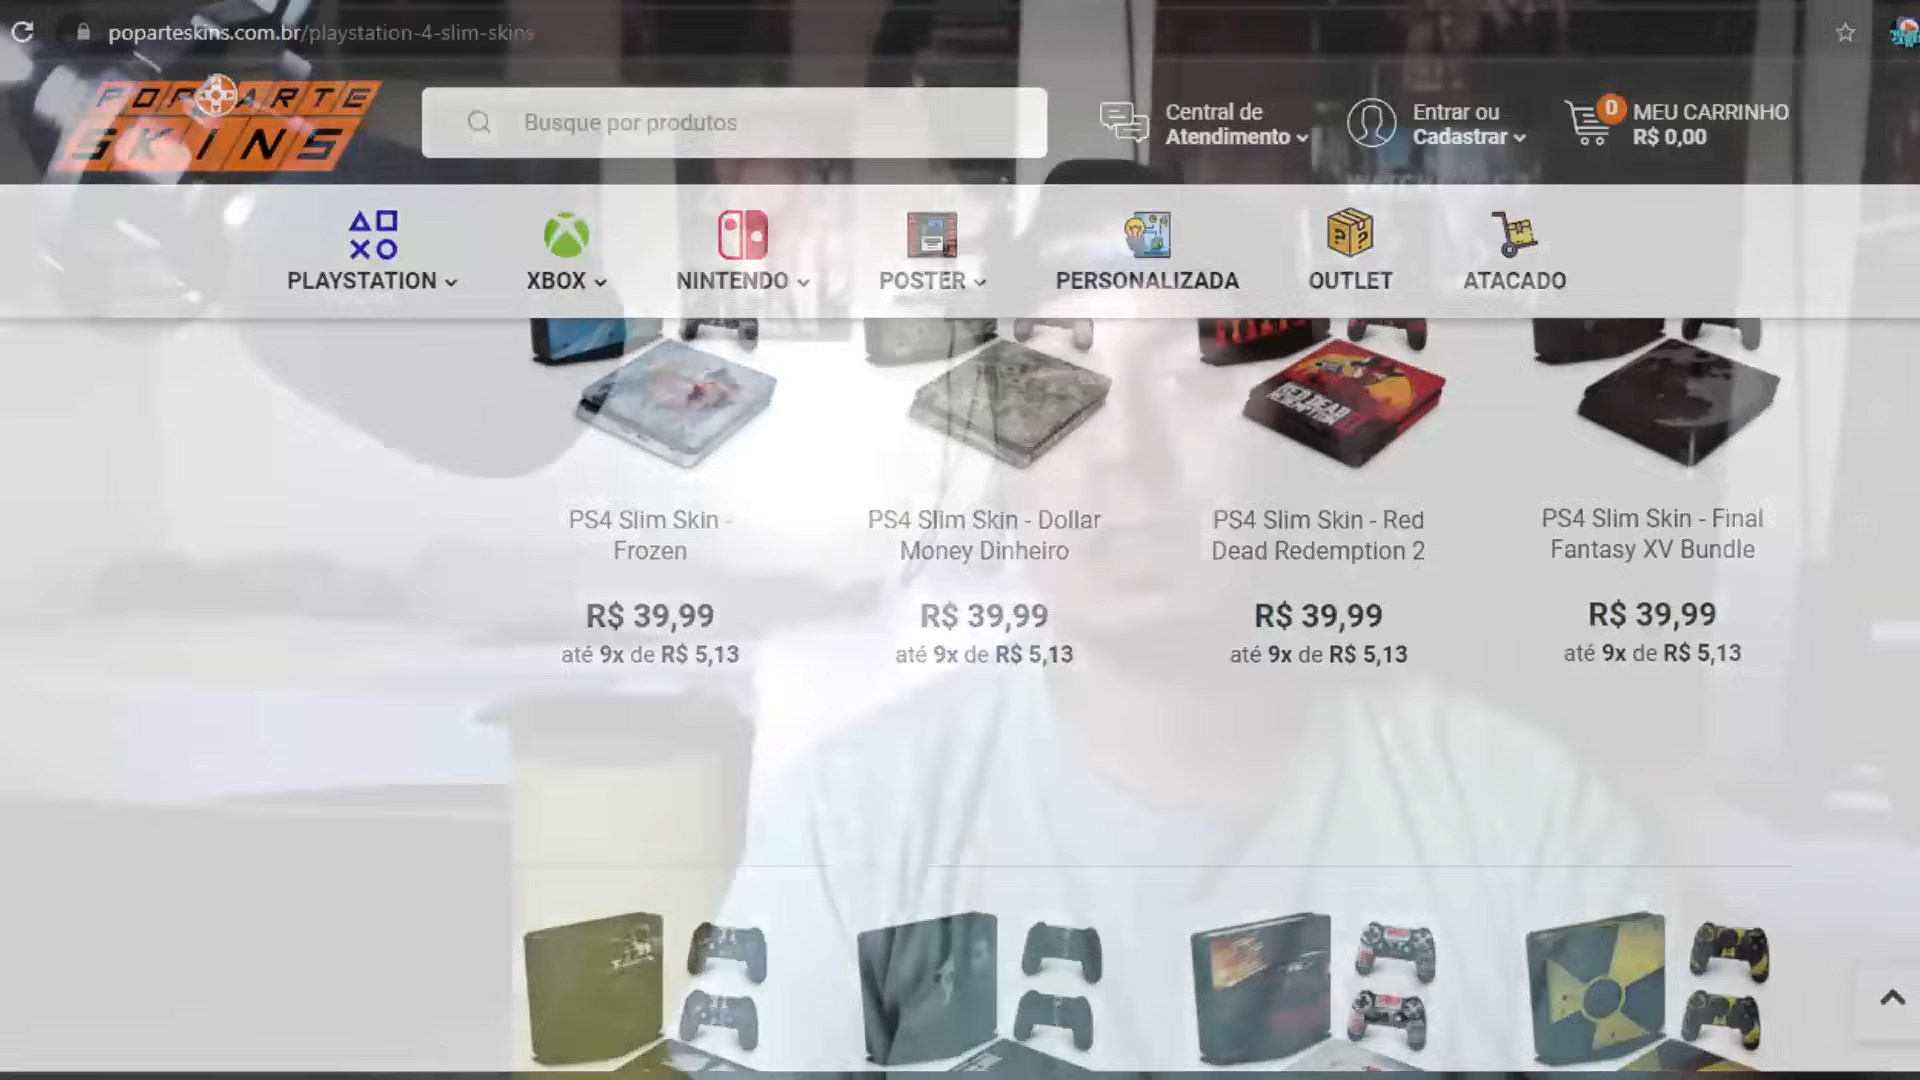 poparteskins.com.br/playstation-4-slim-skins
POPARTE
SKINS
Busque por produtos
Central de
Atendimento
Entrar ou
Cadastrar
0
MEU CARRINHO
R$ 0,00
PLAYSTATION
XBOX
NINTENDO
POSTER
PERSONALIZADA
OUTLET
ATACADO
RED DEAD
REDEMPTION
PS4 Slim Skin -
Frozen
R$ 39,99
até 9x de R$ 5,13
PS4 Slim Skin - Dollar
Money Dinheiro
R$ 39,99
até 9x de R$ 5,13
PS4 Slim Skin - Red
Dead Redemption 2
R$ 39,99
até 9x de R$ 5,13
PS4 Slim Skin - Final
Fantasy XV Bundle
R$ 39,99
até 9x de R$ 5,13